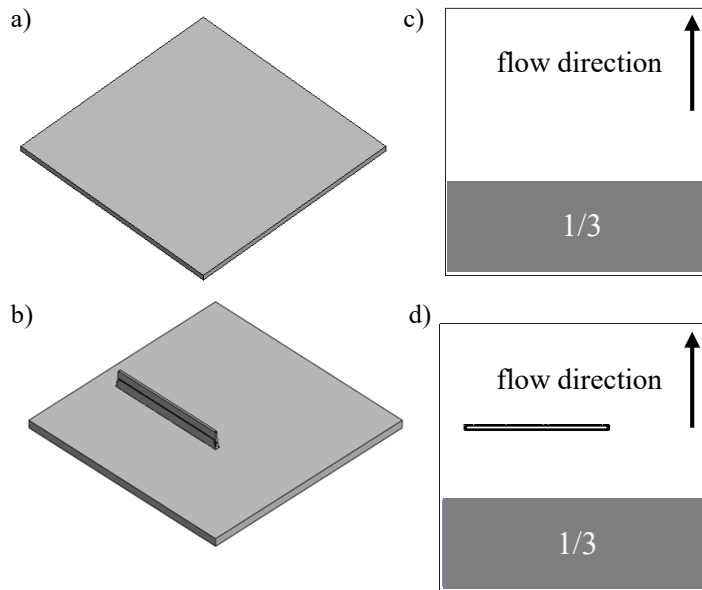 a)
c)
flow direction
1/3
b)
d)
flow direction
1/3